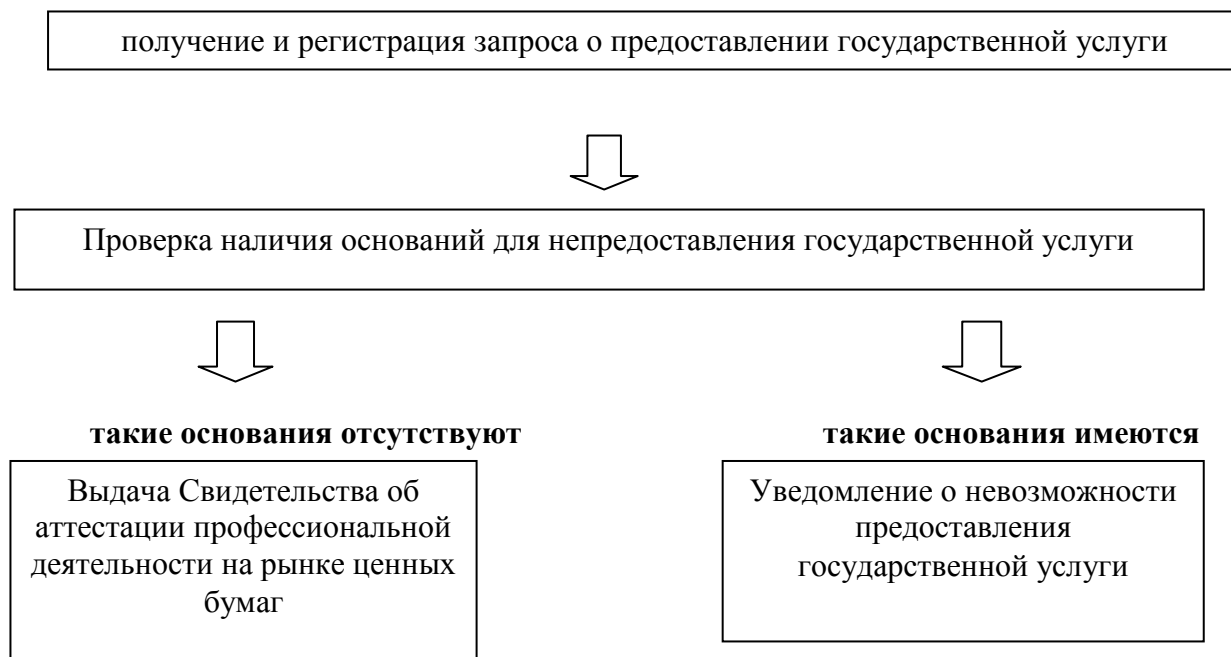 получение и регистрация запроса о предоставлении государственной услуги
Проверка наличия оснований для непредоставления государственной услуги
такие основания отсутствуют
Выдача Свидетельства об
аттестации профессиональной
деятельности на рынке ценных
бумаг
такие основания имеются
Уведомление о невозможности
предоставления
государственной услуги